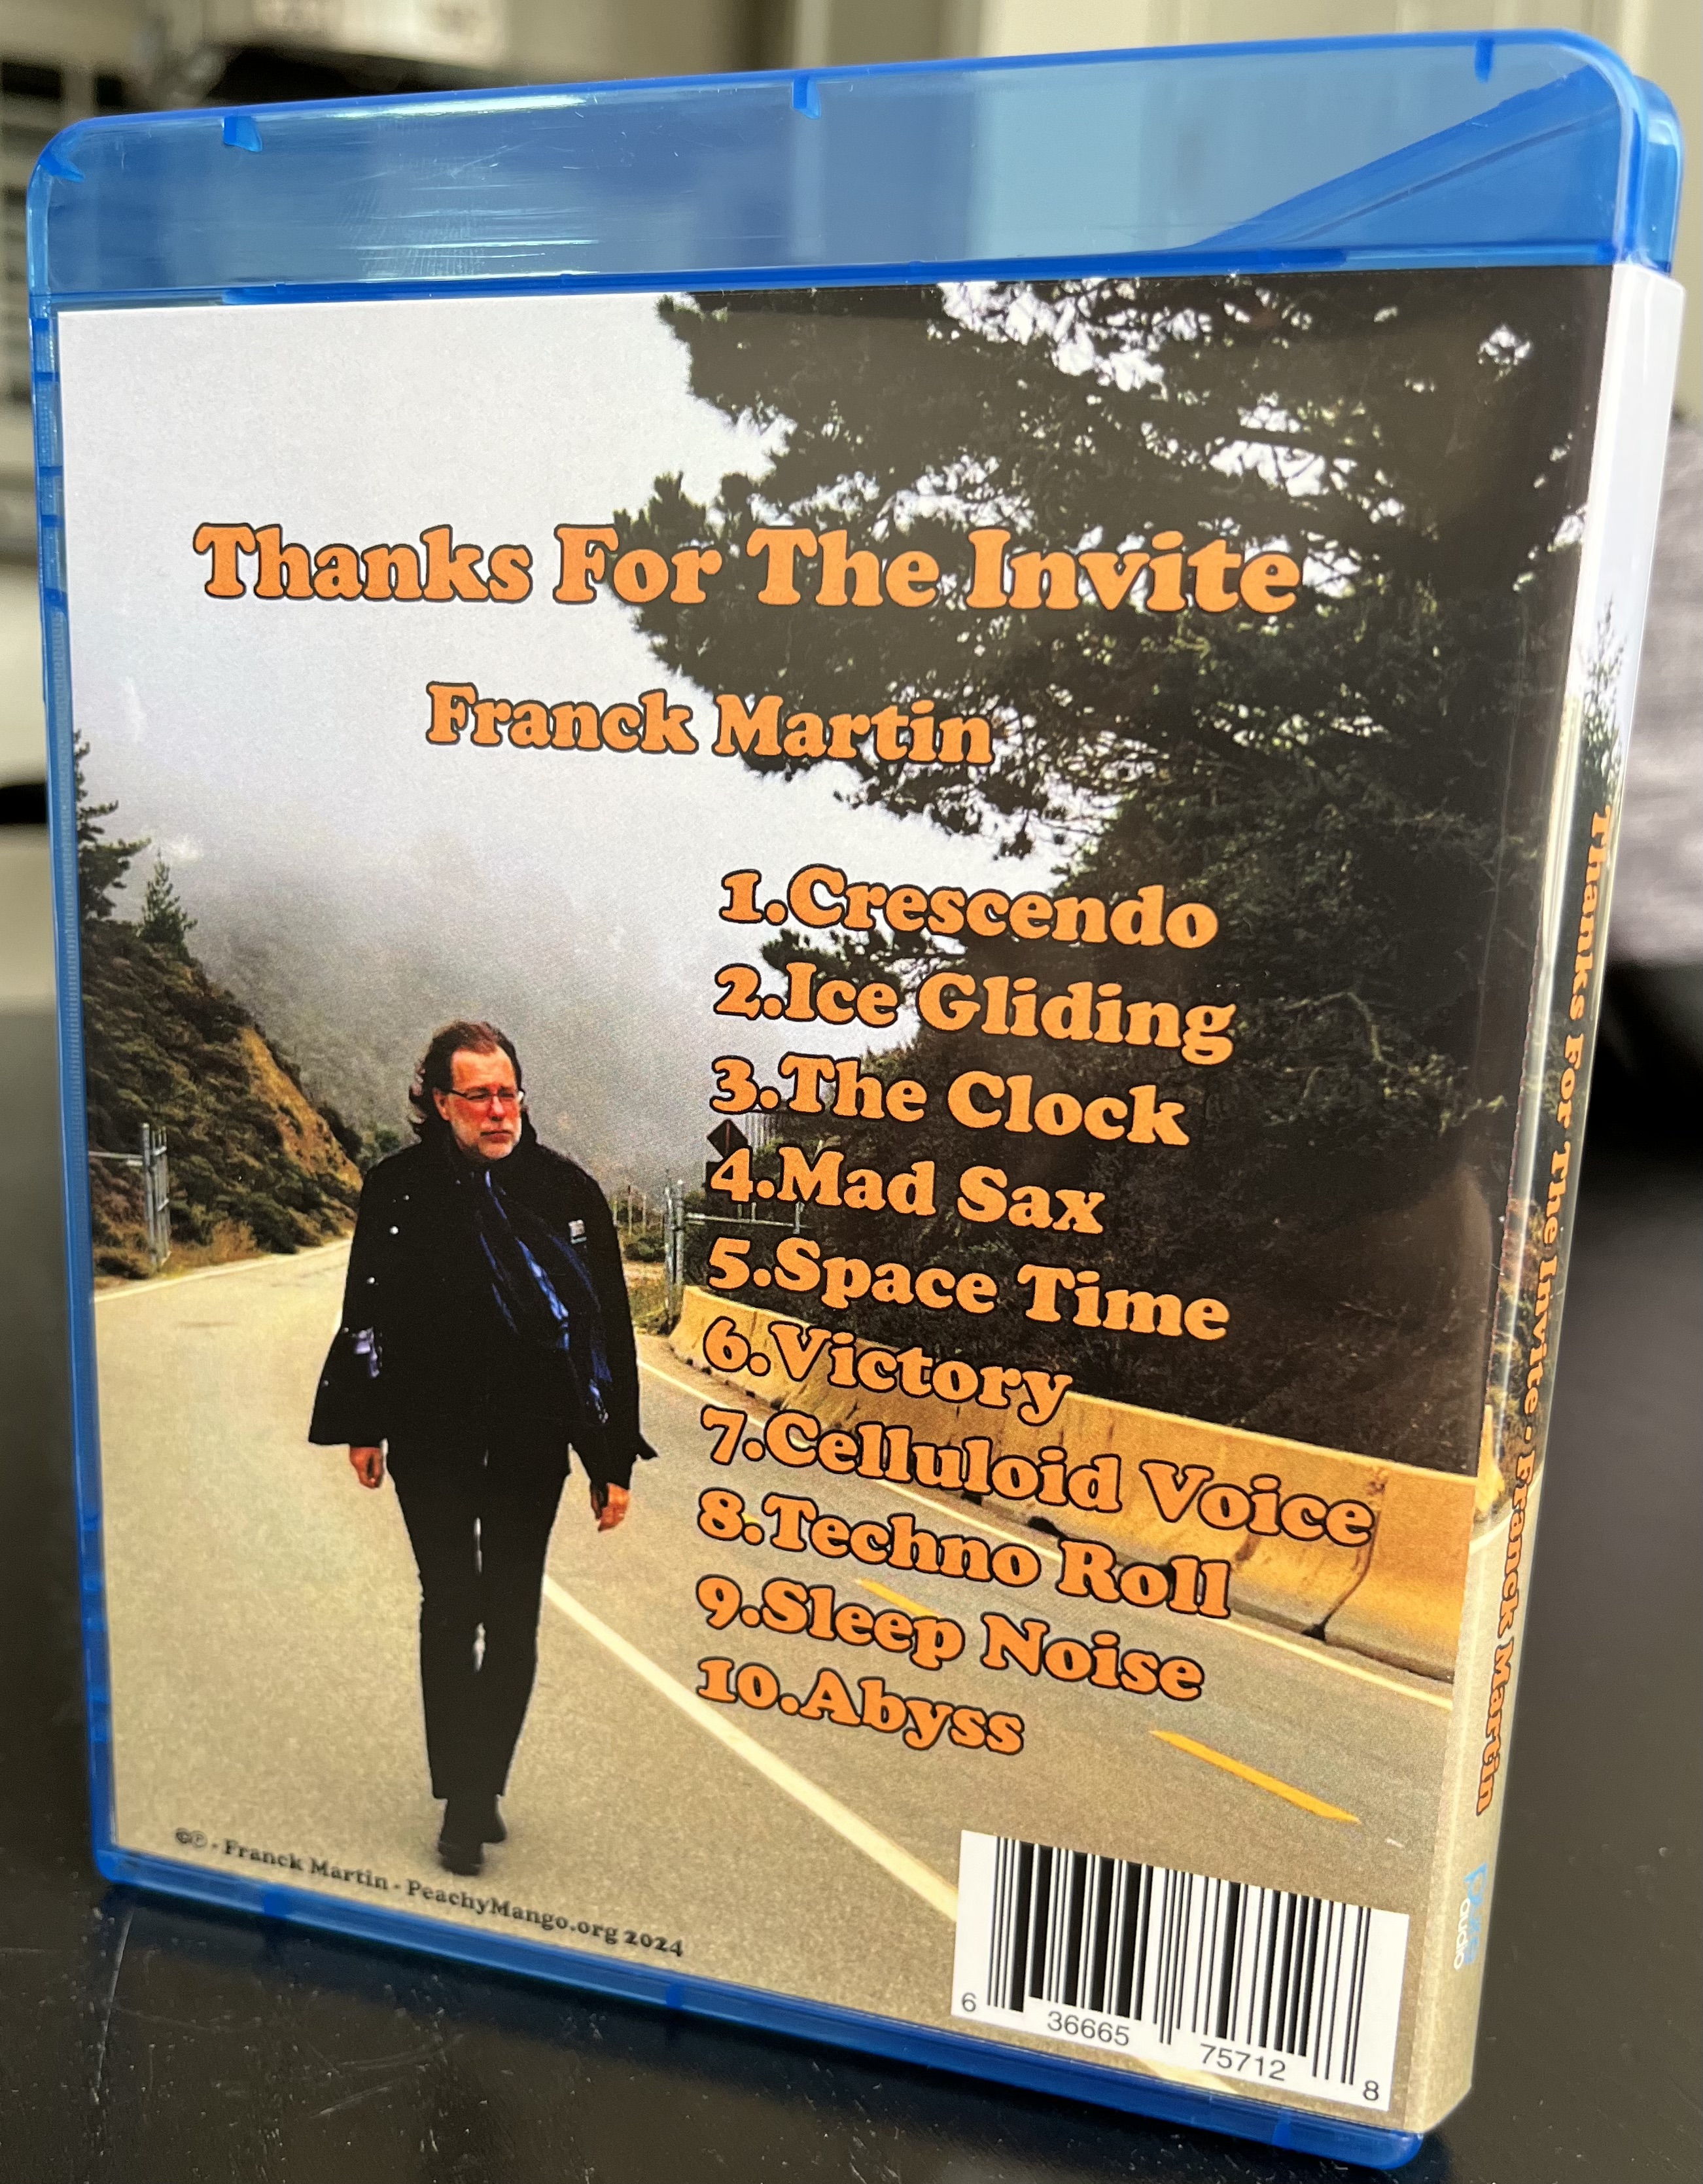 Thanks For The Invite
Franck Martin
1.Crescendo
2.Ice Gliding
3.The Clock
4.Mad Sax
5.Space Time
6.Victory
7.Celluloid Voice
8.Techno Roll
9.Sleep Noise
10.Abyss
©℗ - Franck Martin - PeachyMango.org 2024
6 36665 75712 8
Thanks For The Invite - Franck Martin
pure audio